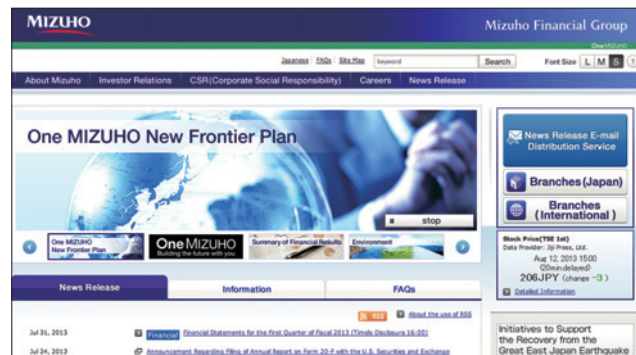 MIZUHO
Mizuho Financial Group
One MIZUHO
Japanese FAQs Site Map keyword Search Font Size L M S ?
About Mizuho Investor Relations CSR(Corporate Social Responsibility) Careers News Release
One MIZUHO New Frontier Plan
stop
News Release E-mail
Distribution Service
Branches(Japan)
Branches
(International)
One MIZUHO
New Frontier Plan
One MIZUHO
Building the future with you
Summary of Financial Results
Environment
Stock Price(TSE 1st)
Data Provider: Jiji Press, Ltd.
Aug 12, 2013 15:00
(20min.delayed)
206JPY (change -3)
Detailed Information
News Release Information FAQs
RSS About the use of RSS
Jul 31, 2013 Financial Financial Statements for the First Quarter of Fiscal 2013 (Timely Disclosure 16:00)
Jul 24, 2013 Announcement Regarding Filing of Annual Report on Form 20-F with the U.S. Securities and Exchange
Initiatives to Support
the Recovery from the
Great East Japan Earthquake